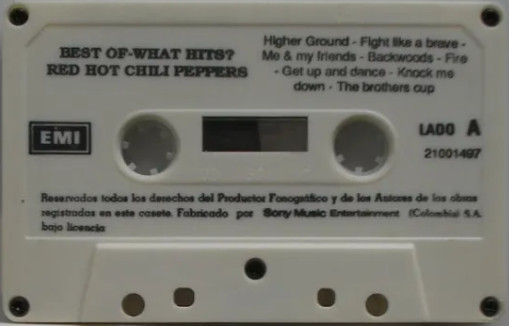 BEST OF-WHAT HITS?
RED HOT CHILI PEPPERS
Higher Ground - Fight like a brave -
Me & my friends - Backwoods - Fire
- Get up and dance - Knock me
down - The brothers cup
EMI
LADO A
21001497
Reservados todos los derechos del Productor Fonográfico y de los Autores de las obras
registradas en este casete. Fabricado por Sony Music Entertainment (Colombia) S.A.
bajo licencia